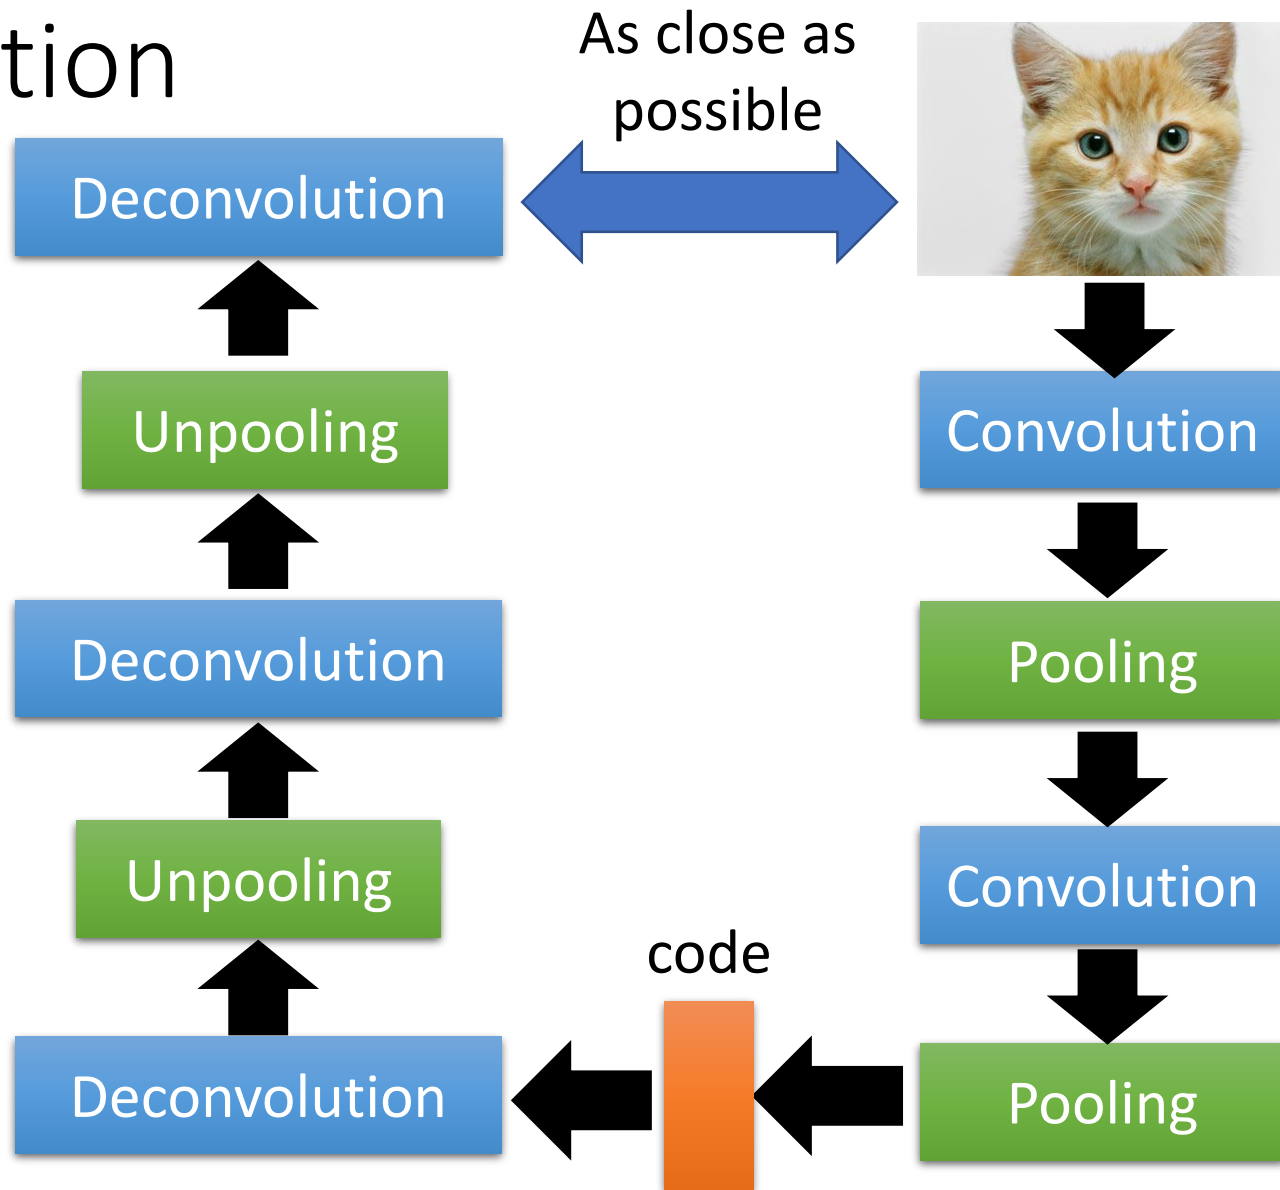 tion
As close as
possible
Deconvolution
Unpooling
Convolution
Deconvolution
Pooling
Unpooling
Convolution
code
Deconvolution
Pooling